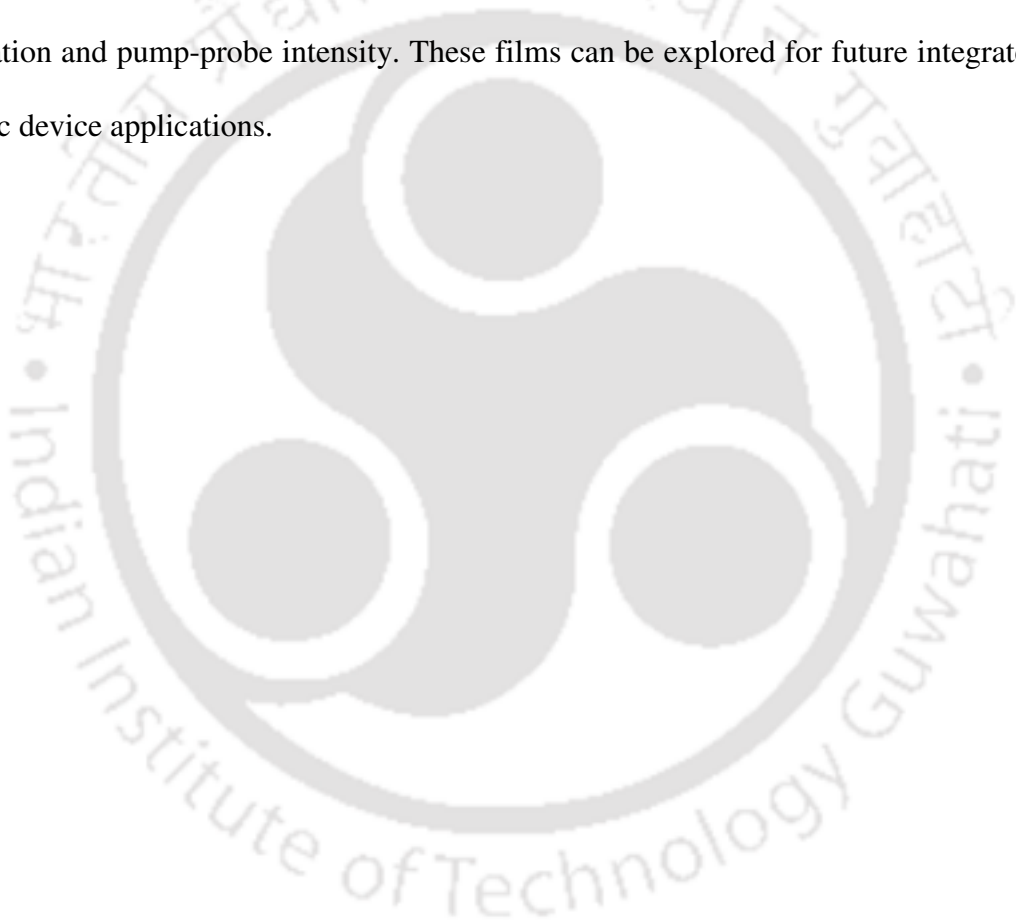 ation and pump-probe intensity. These films can be explored for future integrate
c device applications.
Indian Institute of Technology Guwahati